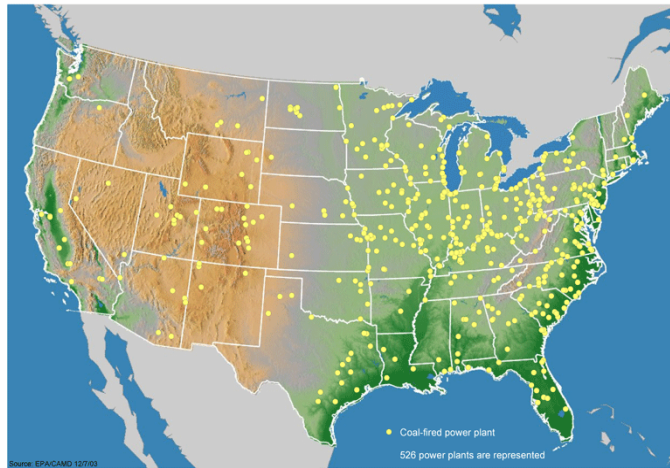 Coal-fired power plant
526 power plants are represented
Source: EPA/CAMD 12/7/03